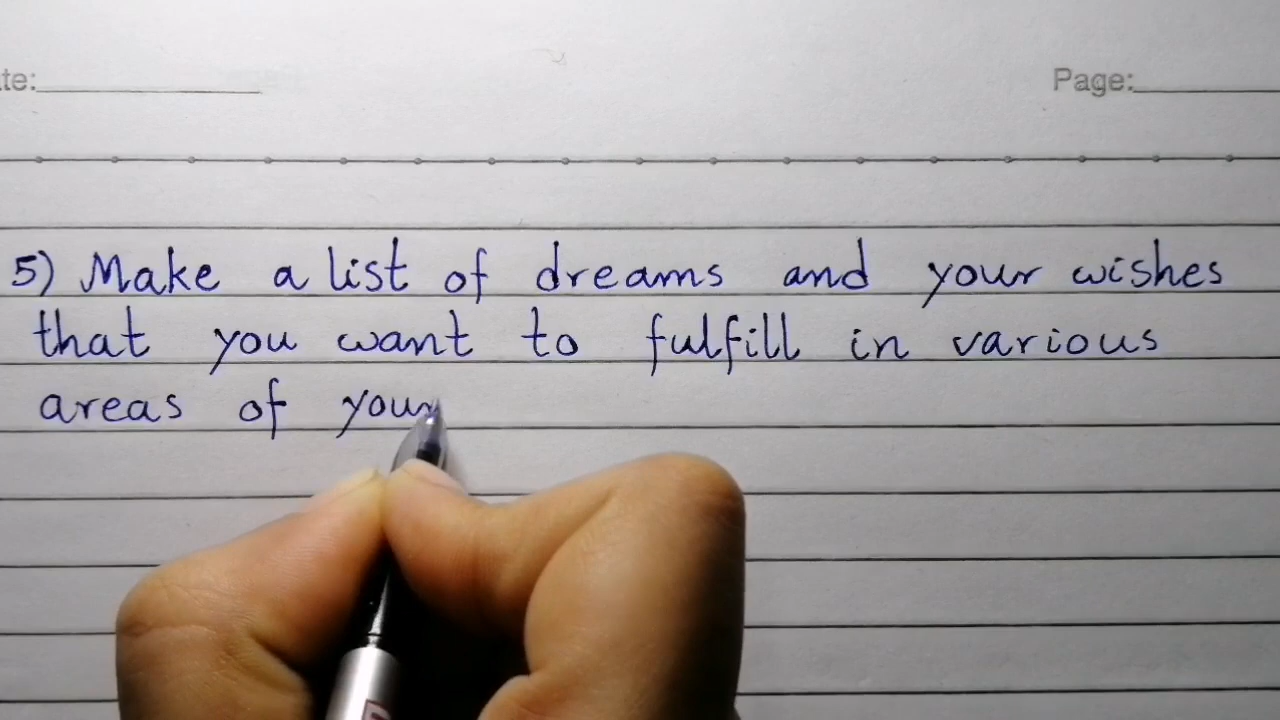 te:
Page:
5) Make a list of dreams and your wishes
that you want to fulfill in various
areas of your